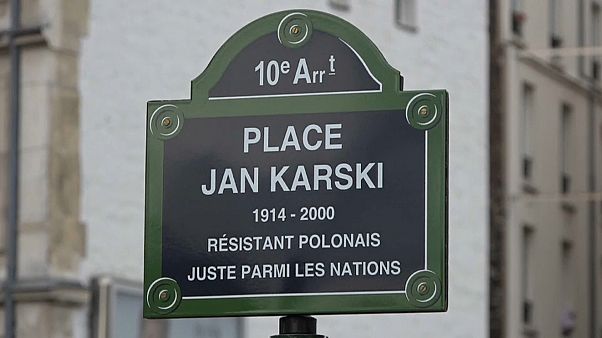 10e Arrt
PLACE
JAN KARSKI
1914 - 2000
RÉSISTANT POLONAIS
JUSTE PARMI LES NATIONS